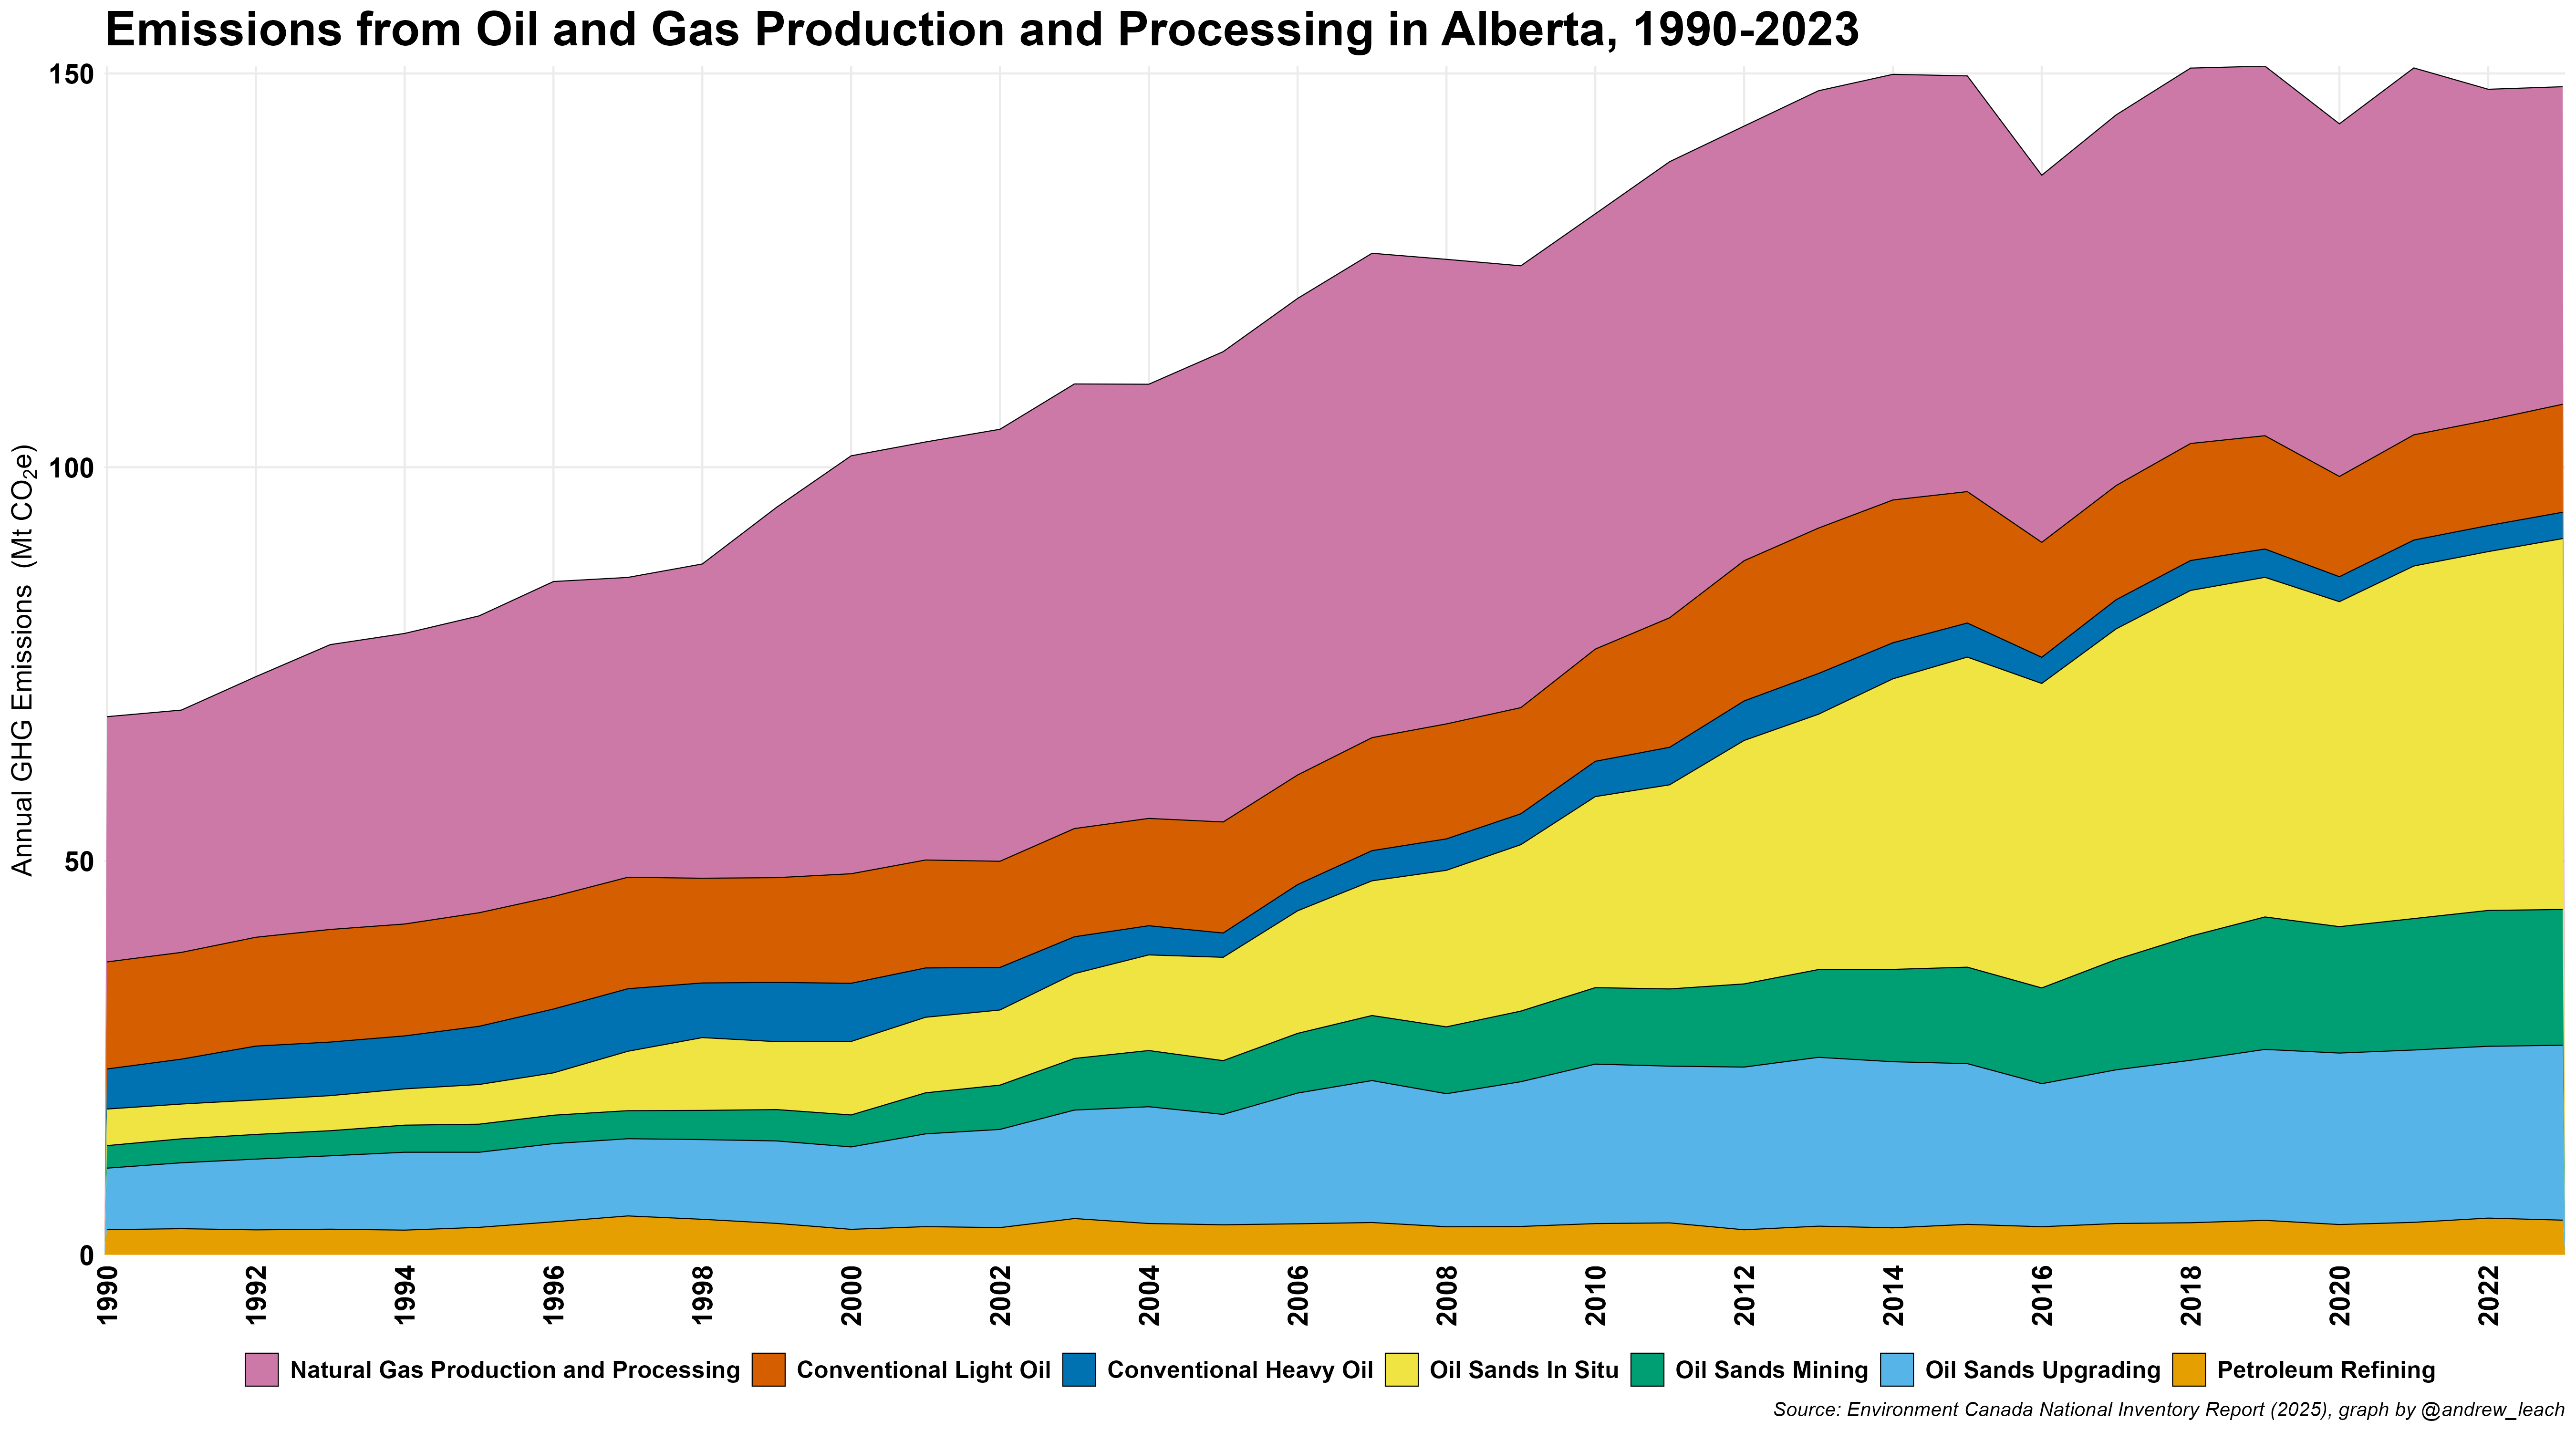 Emissions from Oil and Gas Production and Processing in Alberta, 1990-2023
Annual GHG Emissions (Mt CO₂e)
150
100
50
0
1990 1992 1994 1996 1998 2000 2002 2004 2006 2008 2010 2012 2014 2016 2018 2020 2022
Natural Gas Production and Processing Conventional Light Oil Conventional Heavy Oil Oil Sands In Situ Oil Sands Mining Oil Sands Upgrading Petroleum Refining
Source: Environment Canada National Inventory Report (2025), graph by @andrew_leach